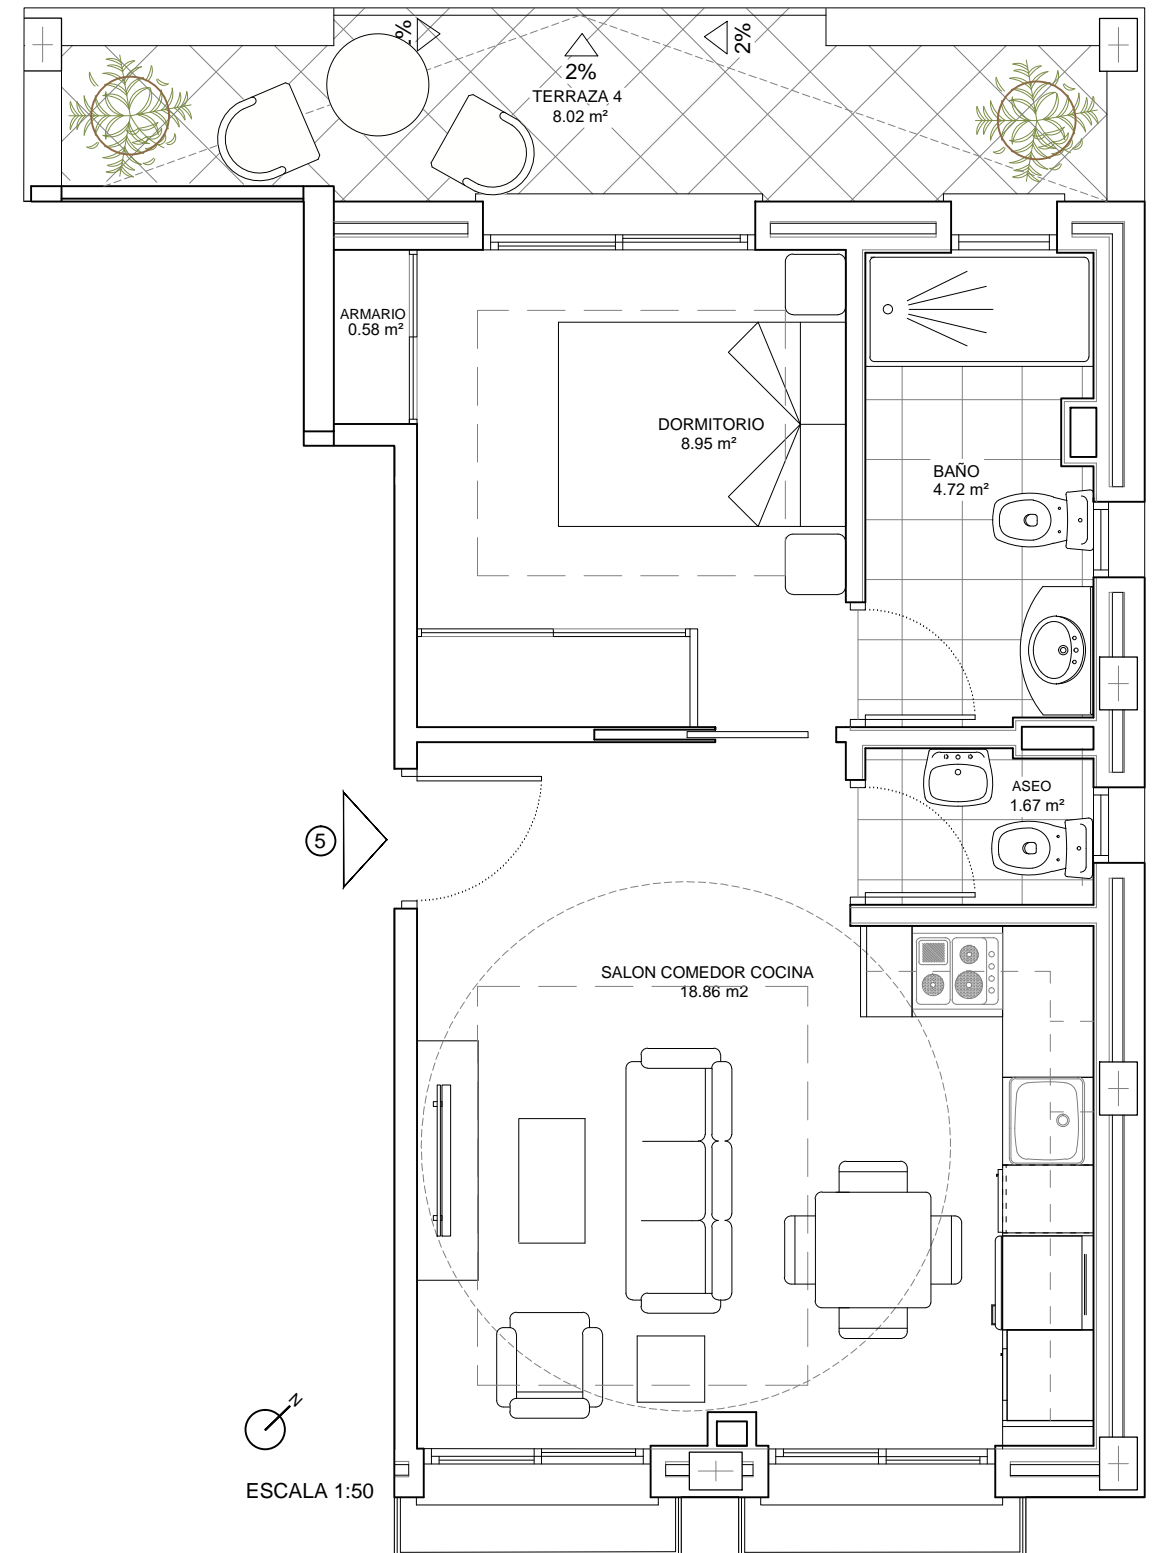 2%
2%
2%
TERRAZA 4
8.02 m²
ARMARIO
0.58 m²
DORMITORIO
8.95 m²
BAÑO
4.72 m²
ASEO
1.67 m²
5
SALON COMEDOR COCINA
18.86 m2
N
ESCALA 1:50